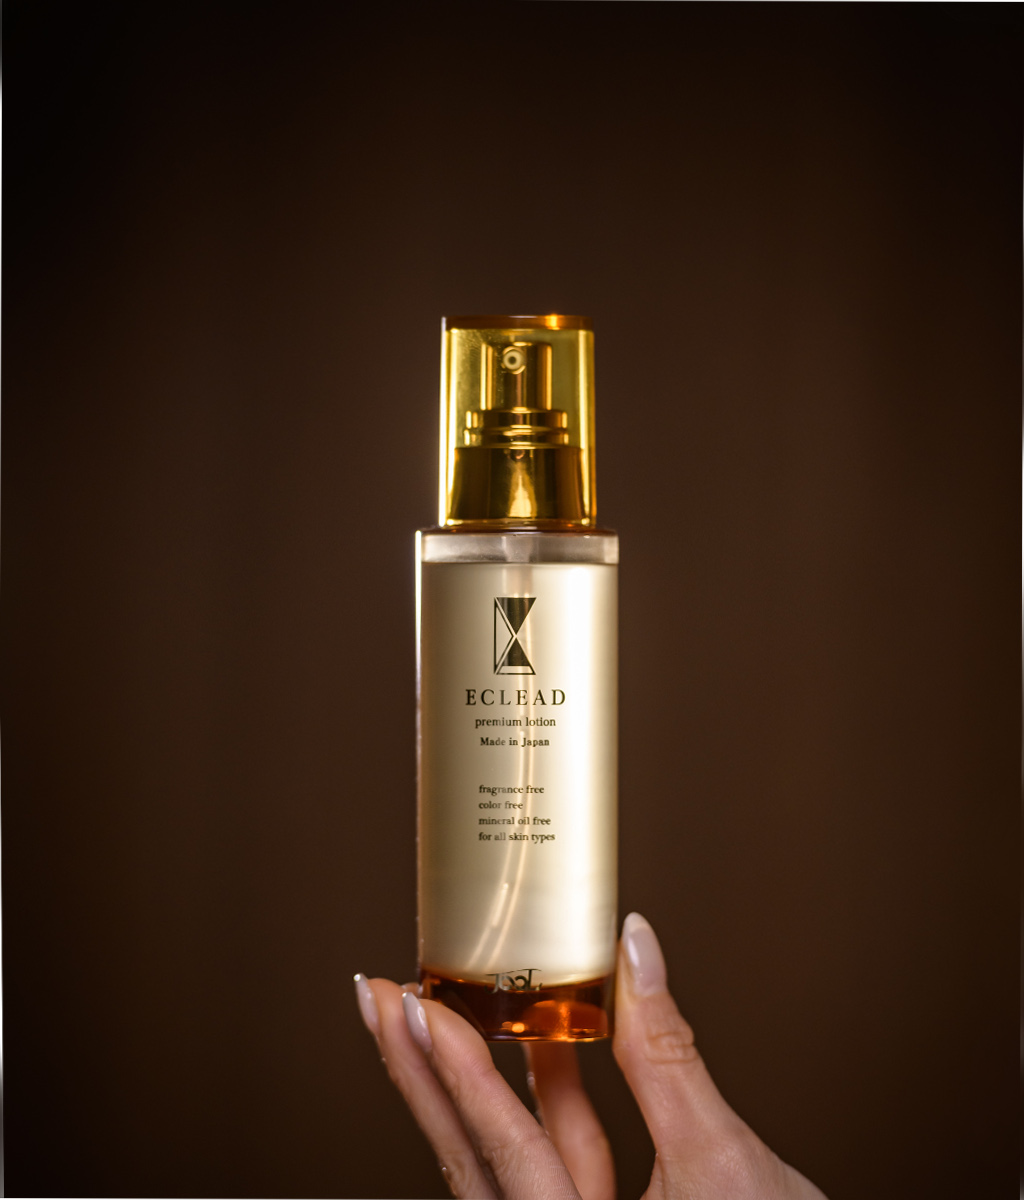 ECLEAD
premium lotion
Made in Japan
fragrance free
color free
mineral oil free
for all skin types